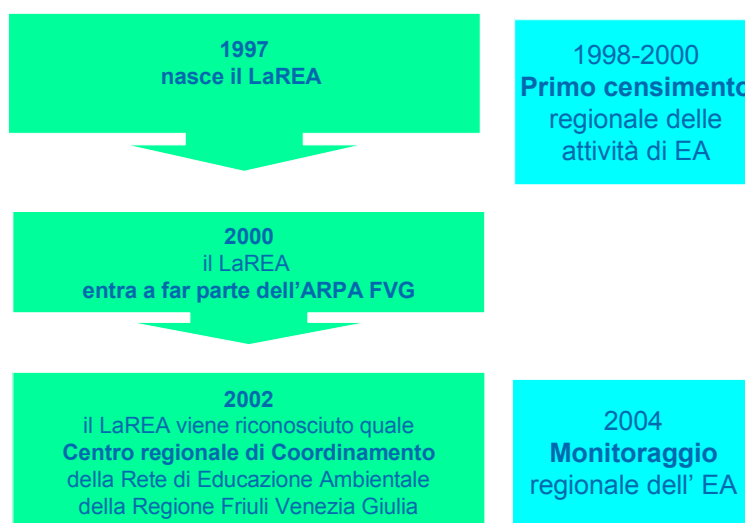 1997
nasce il LaREA
1998-2000
Primo censimento
regionale delle
attività di EA
2000
il LaREA
entra a far parte dell'ARPA FVG
2002
il LaREA viene riconosciuto quale
Centro regionale di Coordinamento
della Rete di Educazione Ambientale
della Regione Friuli Venezia Giulia
2004
Monitoraggio
regionale dell' EA